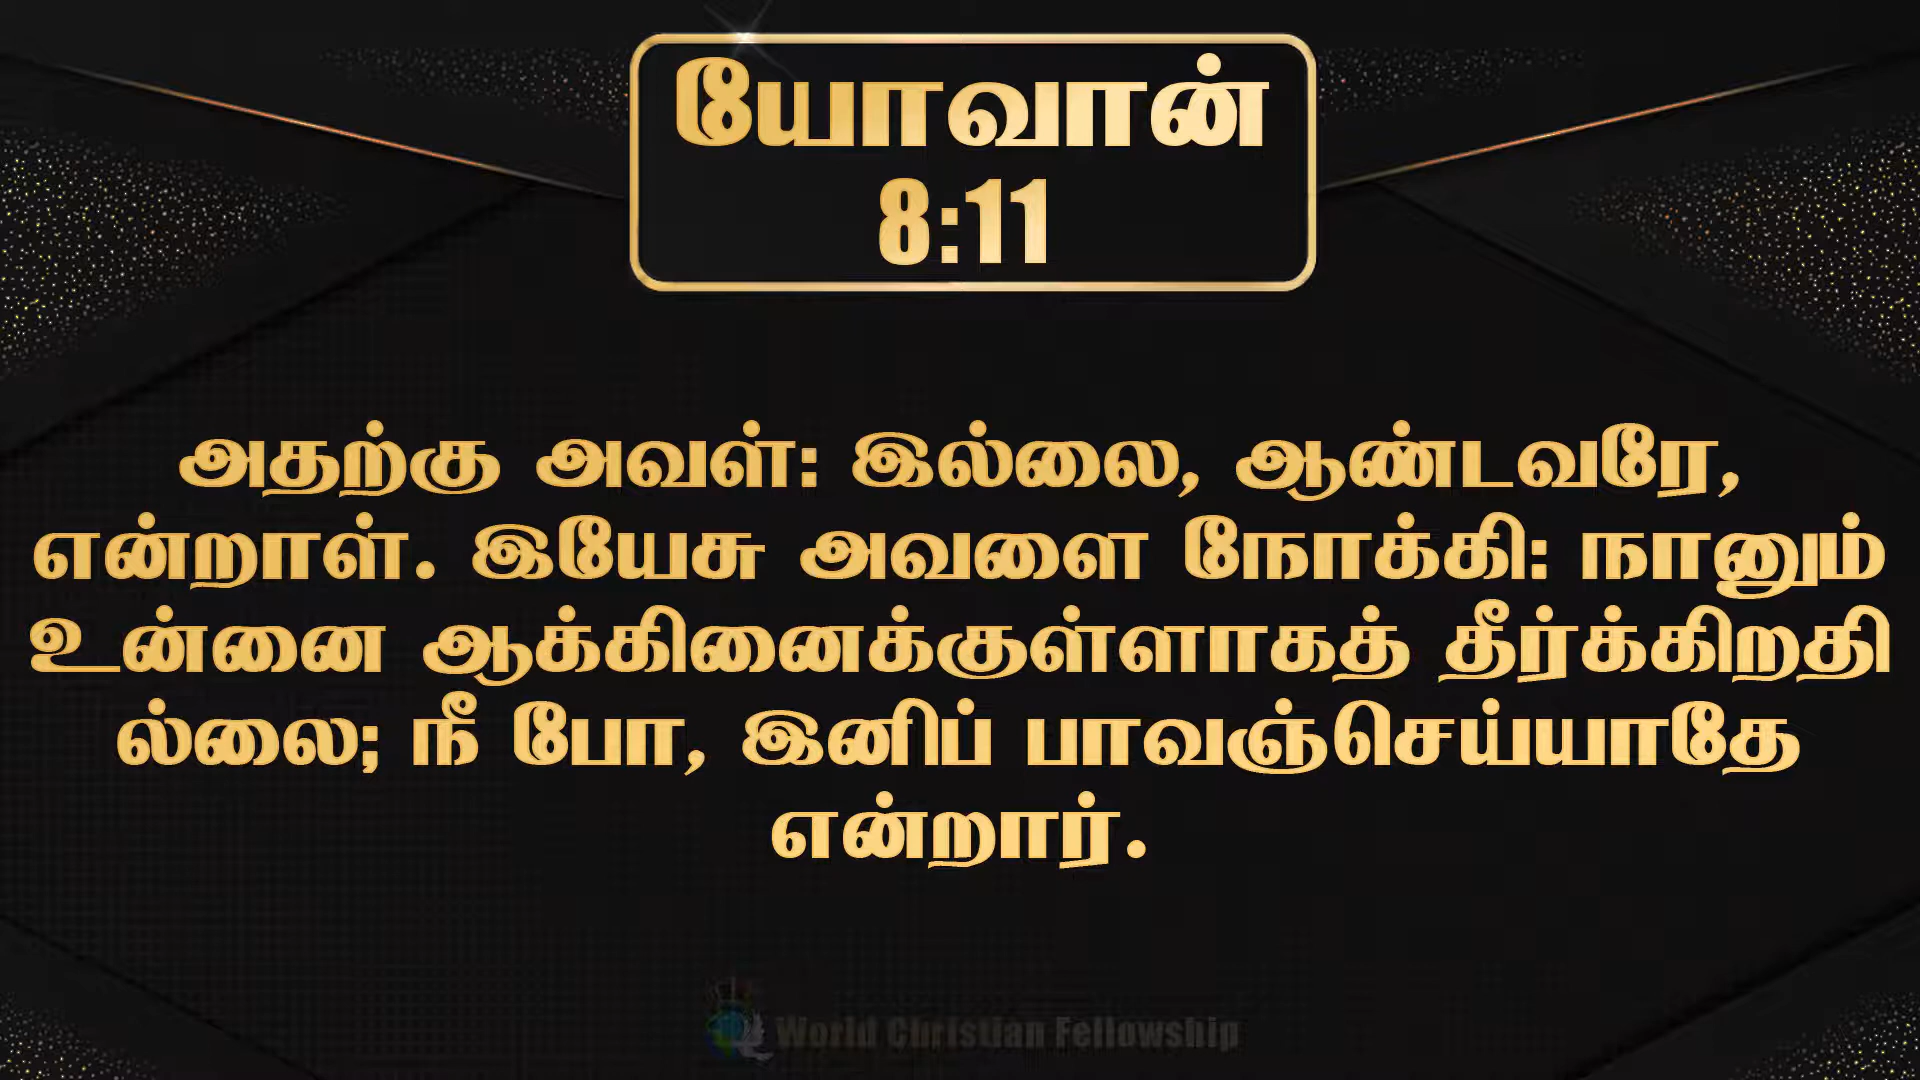 யோவான்
8:11
அதற்கு அவள்: இல்லை, ஆண்டவரே,
என்றாள். இயேசு அவளை நோக்கி: நானும்
உன்னை ஆக்கினைக்குள்ளாகத் தீர்க்கிறதி
ல்லை; நீ போ, இனிப் பாவஞ்செய்யாதே
என்றார்.
World Christian Fellowship